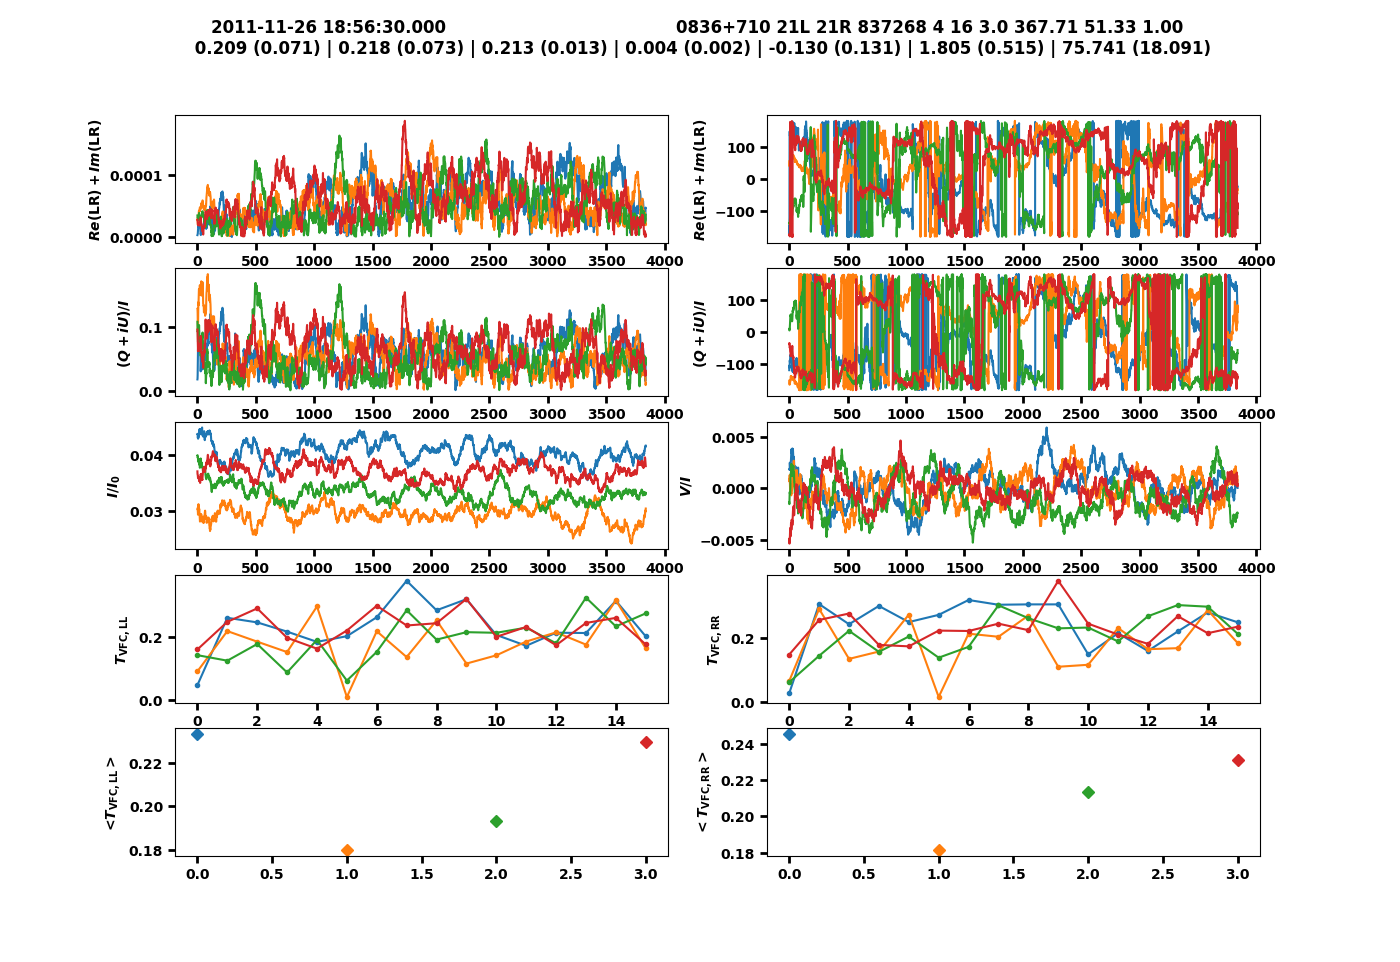 2011-11-26 18:56:30.000 0836+710 21L 21R 837268 4 16 3.0 367.71 51.33 1.00
0.209 (0.071) | 0.218 (0.073) | 0.213 (0.013) | 0.004 (0.002) | -0.130 (0.131) | 1.805 (0.515) | 75.741 (18.091)
Re(LR) + Im(LR)
0.0001
0.0000
0 500 1000 1500 2000 2500 3000 3500 4000
Re(LR) + Im(LR)
100
0
−100
0 500 1000 1500 2000 2500 3000 3500 4000
(Q + iU)/I
0.1
0.0
0 500 1000 1500 2000 2500 3000 3500 4000
(Q + iU)/I
100
0
−100
0 500 1000 1500 2000 2500 3000 3500 4000
I/I0
0.04
0.03
0 500 1000 1500 2000 2500 3000 3500 4000
V/I
0.005
0.000
−0.005
0 500 1000 1500 2000 2500 3000 3500 4000
TVFC, LL
0.2
0.0
0 2 4 6 8 10 12 14
TVFC, RR
0.2
0.0
0 2 4 6 8 10 12 14
<TVFC, LL >
0.22
0.20
0.18
0.0 0.5 1.0 1.5 2.0 2.5 3.0
< TVFC, RR >
0.24
0.22
0.20
0.18
0.0 0.5 1.0 1.5 2.0 2.5 3.0